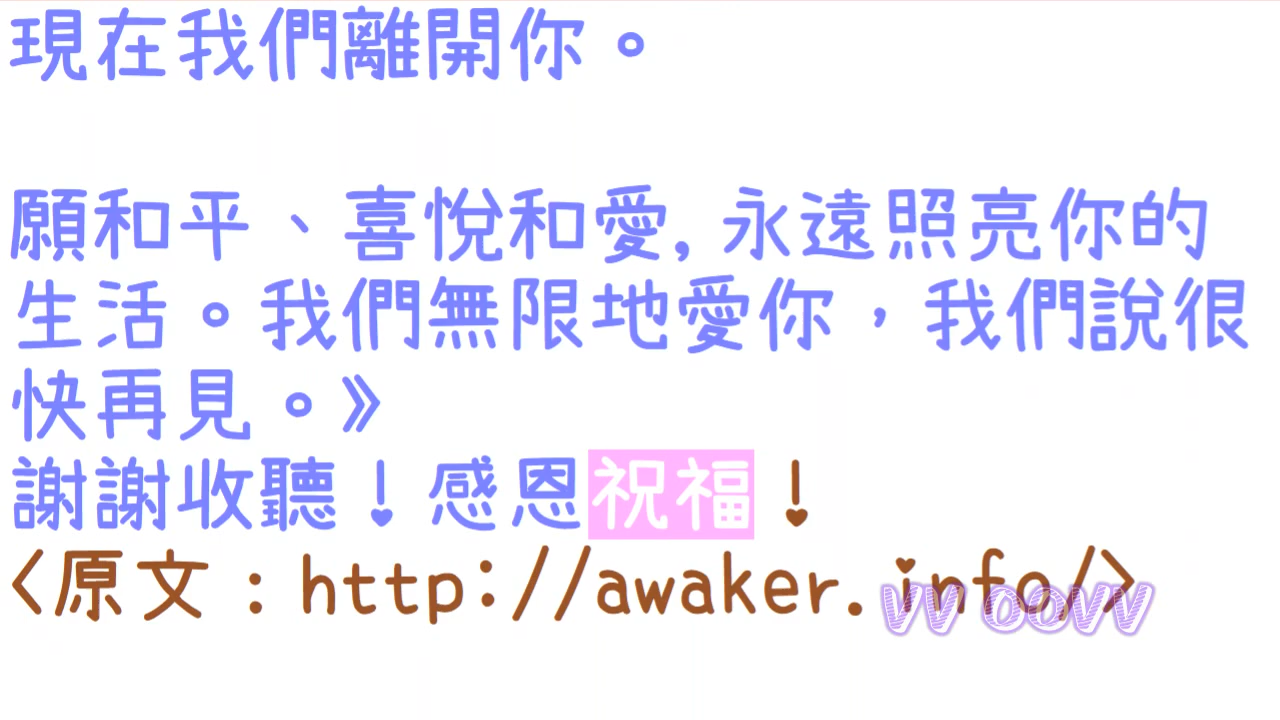 現在我們離開你。
願和平、喜悅和愛, 永遠照亮你的
生活。我們無限地愛你，我們說很
快再見。》
謝謝收聽！感恩祝福！
<原文：http://awaker.info/>
VV OOVV